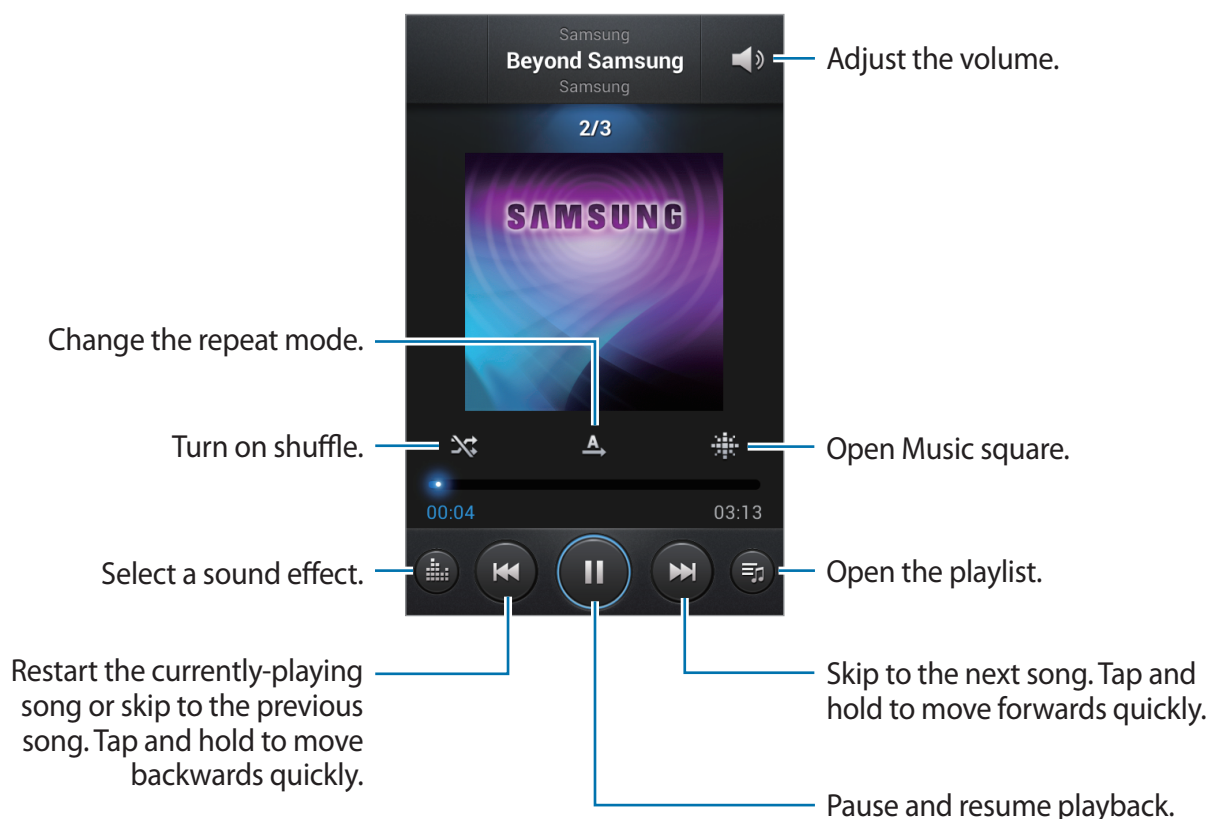 Samsung
Beyond Samsung
Samsung
Adjust the volume.
2/3
SAMSUNG
Change the repeat mode.
A
Turn on shuffle.
Open Music square.
00:04
03:13
Select a sound effect.
Open the playlist.
Restart the currently-playing
song or skip to the previous
song. Tap and hold to move
backwards quickly.
Skip to the next song. Tap and
hold to move forwards quickly.
Pause and resume playback.